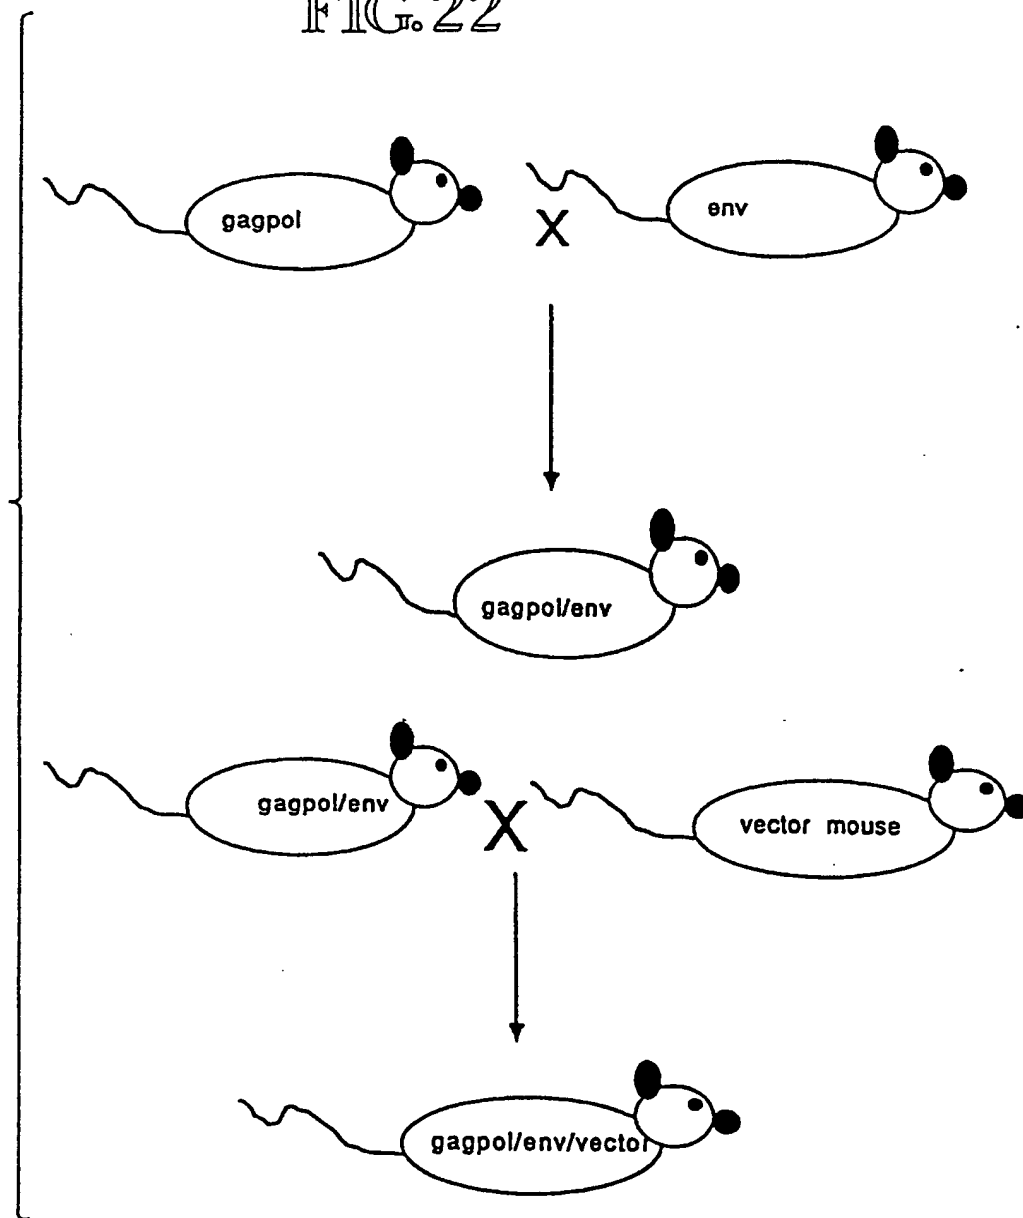 FIG. 22
gagpol
env
X
gagpol/env
gagpol/env
X
vector mouse
gagpol/env/vector